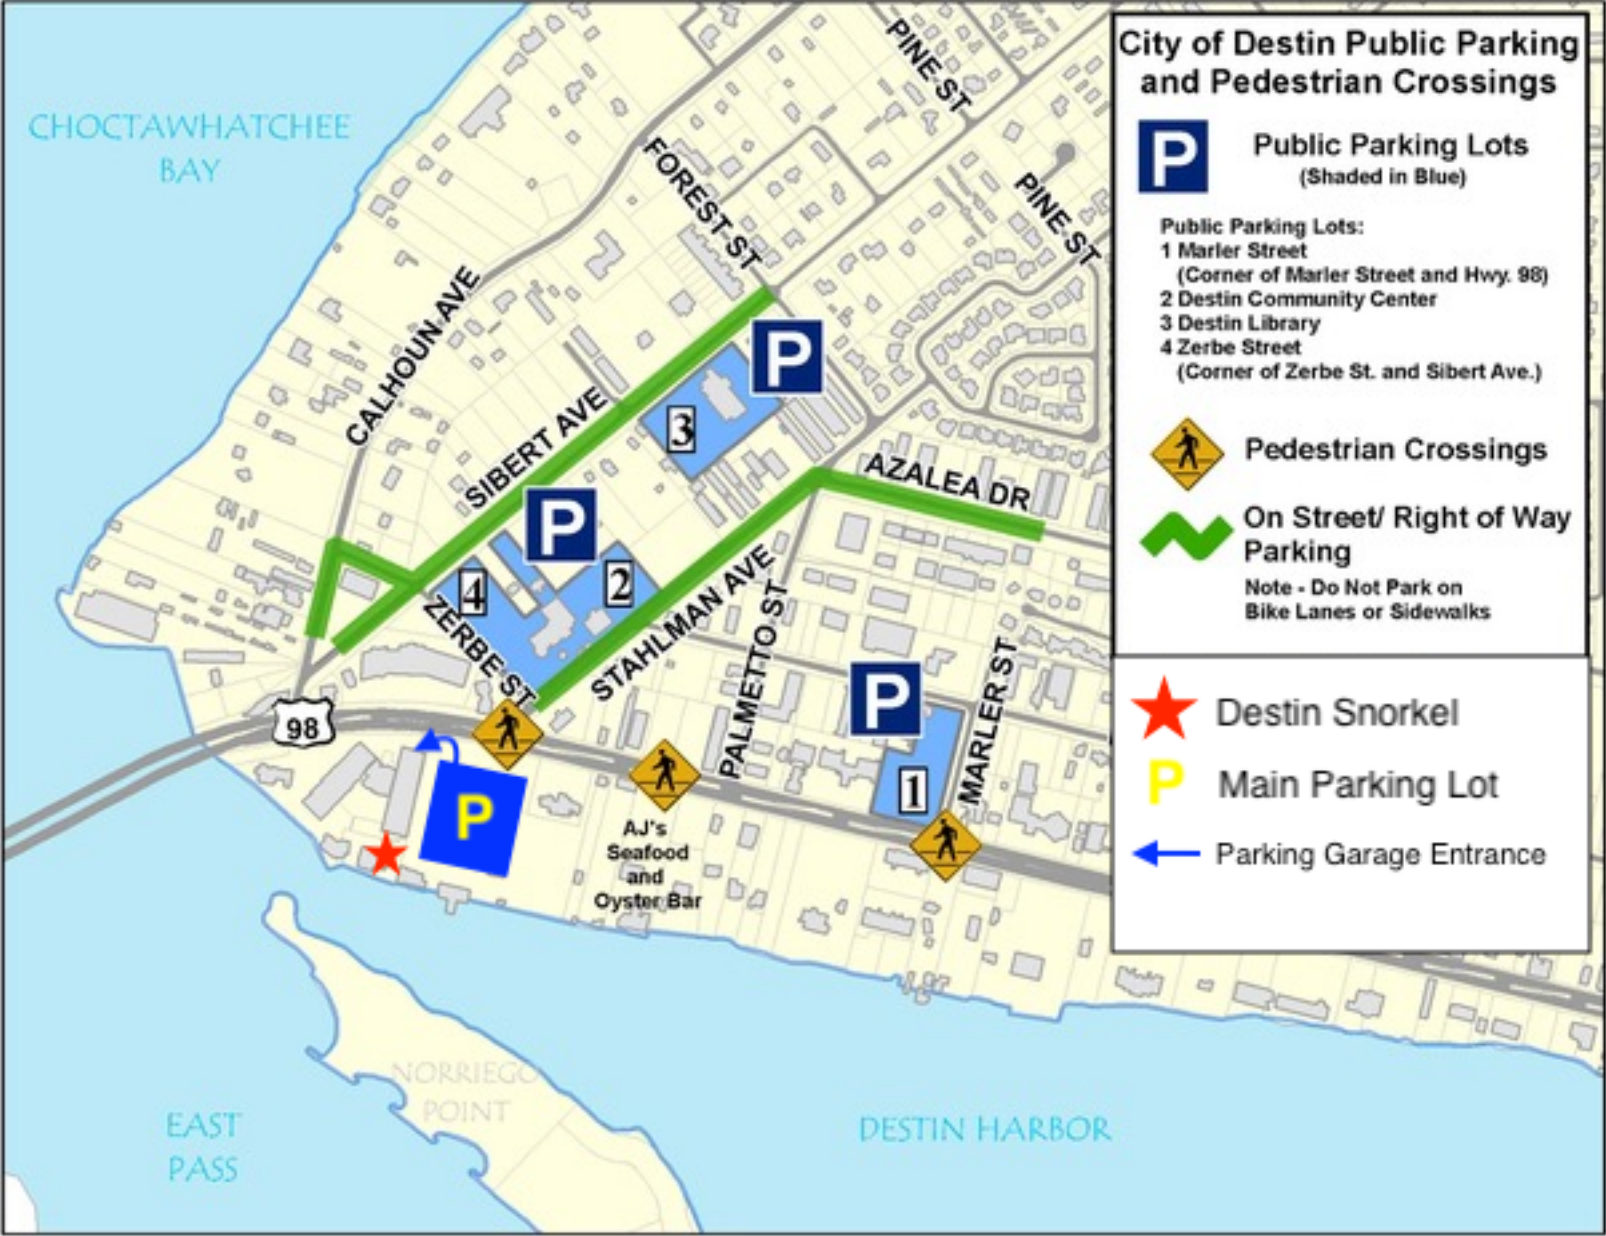 City of Destin Public Parking
and Pedestrian Crossings
P
Public Parking Lots
(Shaded in Blue)
Public Parking Lots:
1 Marler Street
(Corner of Marler Street and Hwy. 98)
2 Destin Community Center
3 Destin Library
4 Zerbe Street
(Corner of Zerbe St. and Sibert Ave.)
Pedestrian Crossings
On Street/ Right of Way
Parking
Note - Do Not Park on
Bike Lanes or Sidewalks
Destin Snorkel
P
Main Parking Lot
Parking Garage Entrance
CHOCTAWHATCHEE
BAY
PINE ST
FOREST ST
PINE ST
CALHOUN AVE
P
3
SIBERT AVE
AZALEA DR
P
4
2
ZERBE ST
STAHLMAN AVE
PALMETTO ST
MARLER ST
P
1
98
P
AJ's
Seafood
and
Oyster Bar
NORRIEGO
POINT
EAST
PASS
DESTIN HARBOR